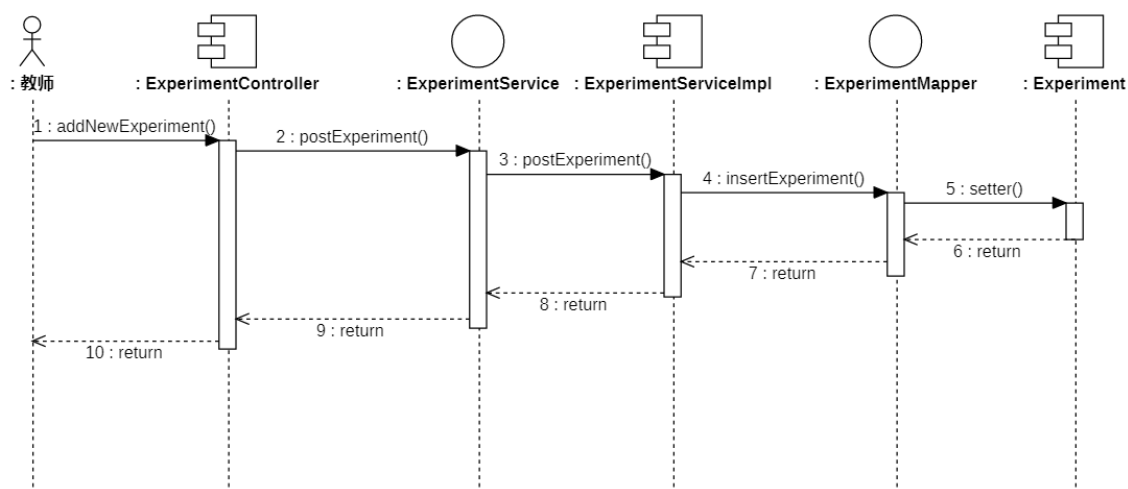 : 教师
: ExperimentController
: ExperimentService
: ExperimentServiceImpl
: ExperimentMapper
: Experiment
1 : addNewExperiment()
2 : postExperiment()
3 : postExperiment()
4 : insertExperiment()
5 : setter()
6 : return
7 : return
8 : return
9 : return
10 : return